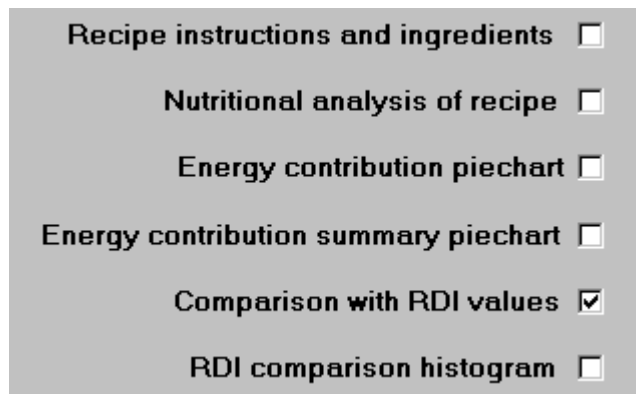 Recipe instructions and ingredients
Nutritional analysis of recipe
Energy contribution piechart
Energy contribution summary piechart
Comparison with RDI values
RDI comparison histogram